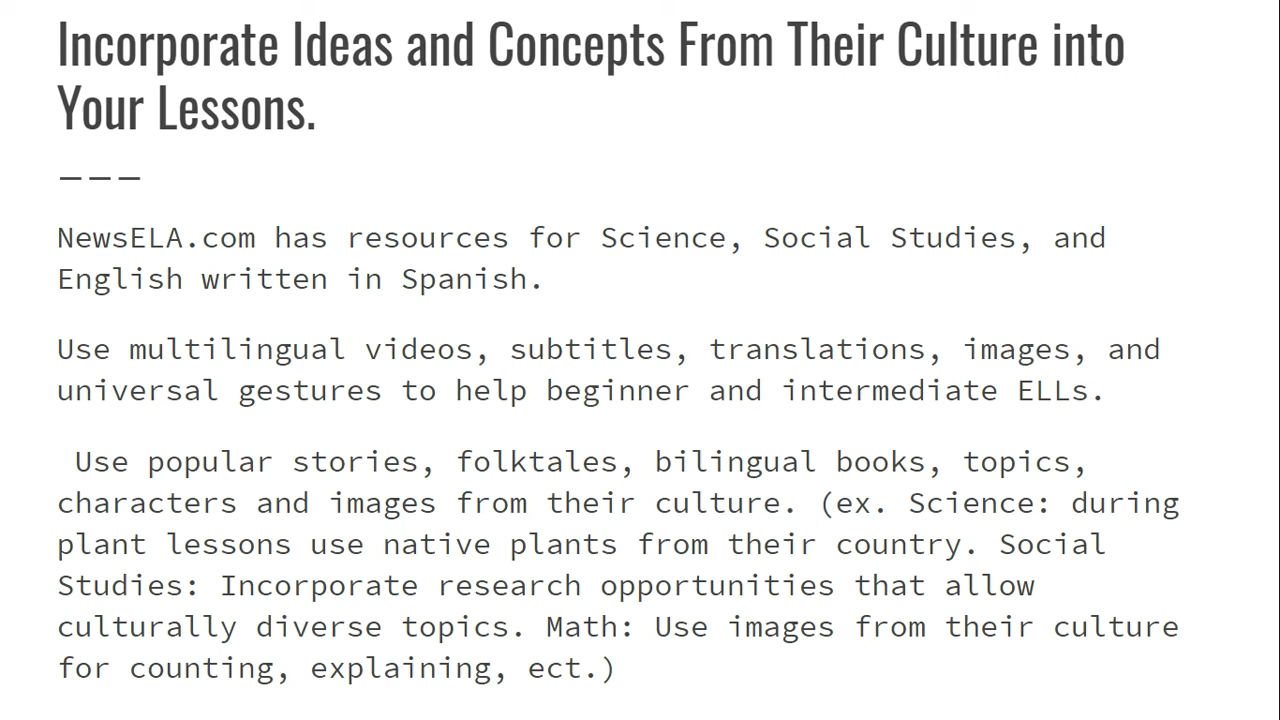 Incorporate Ideas and Concepts From Their Culture into
Your Lessons.
———
NewsELA.com has resources for Science, Social Studies, and
English written in Spanish.
Use multilingual videos, subtitles, translations, images, and
universal gestures to help beginner and intermediate ELLs.
Use popular stories, folktales, bilingual books, topics,
characters and images from their culture. (ex. Science: during
plant lessons use native plants from their country. Social
Studies: Incorporate research opportunities that allow
culturally diverse topics. Math: Use images from their culture
for counting, explaining, ect.)